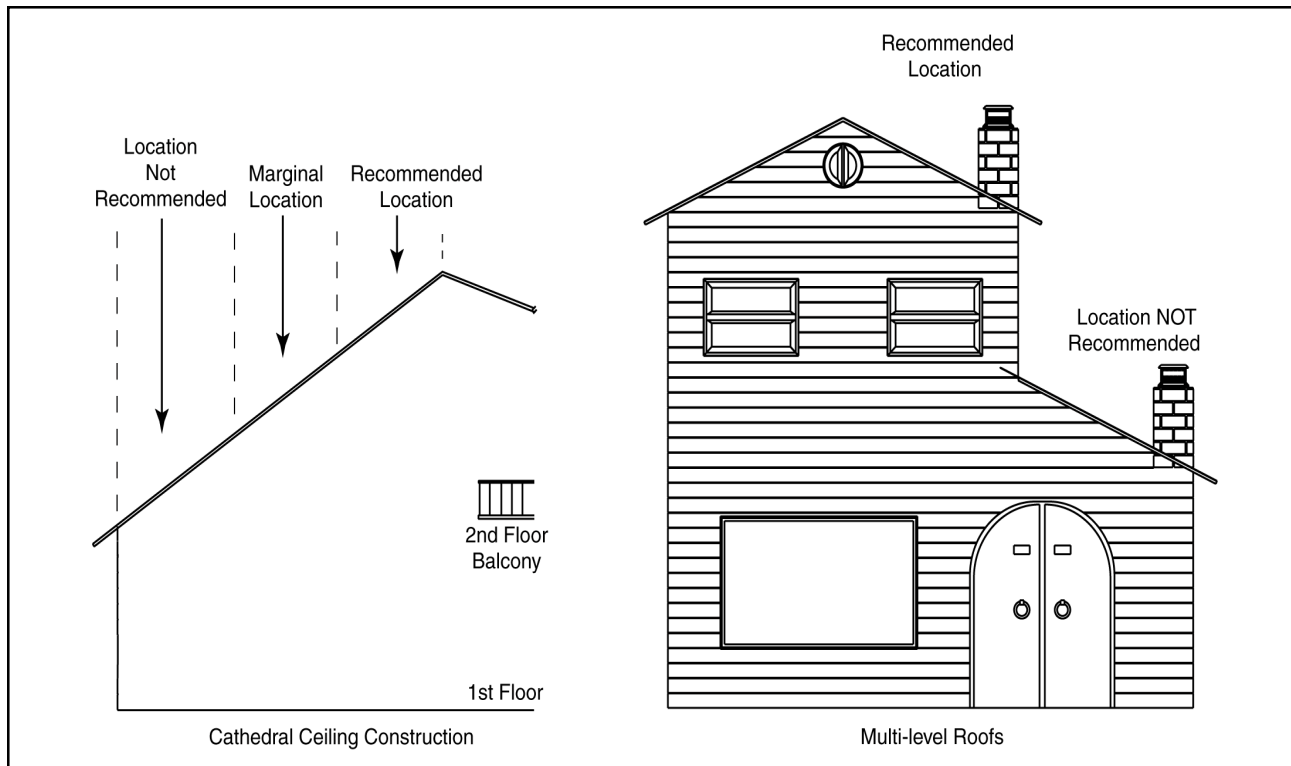 Location
Not
Recommended
Marginal
Location
Recommended
Location
2nd Floor
Balcony
1st Floor
Cathedral Ceiling Construction
Recommended
Location
Location NOT
Recommended
Multi-level Roofs